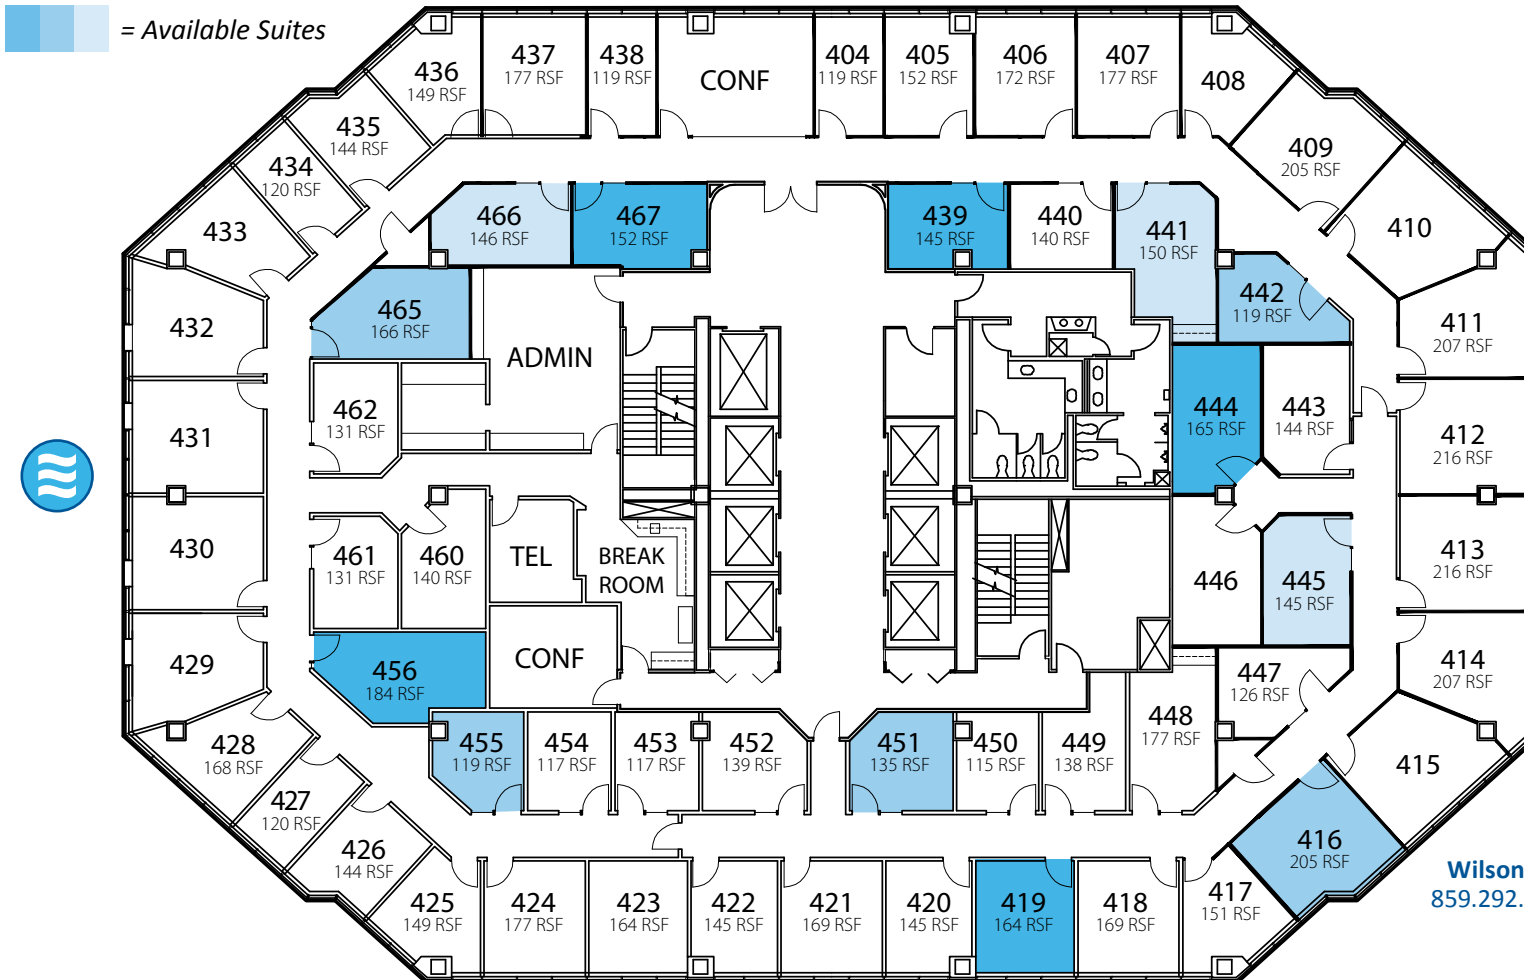 = Available Suites
436
149 RSF
437
177 RSF
438
119 RSF
CONF
404
119 RSF
405
152 RSF
406
172 RSF
407
177 RSF
408
435
144 RSF
434
120 RSF
433
409
205 RSF
410
466
146 RSF
467
152 RSF
439
145 RSF
440
140 RSF
441
150 RSF
442
119 RSF
432
465
166 RSF
ADMIN
411
207 RSF
431
462
131 RSF
444
165 RSF
443
144 RSF
412
216 RSF
430
461
131 RSF
460
140 RSF
TEL
BREAK
ROOM
446
445
145 RSF
413
216 RSF
429
456
184 RSF
CONF
447
126 RSF
414
207 RSF
428
168 RSF
455
119 RSF
454
117 RSF
453
117 RSF
452
139 RSF
451
135 RSF
450
115 RSF
449
138 RSF
448
177 RSF
415
427
120 RSF
426
144 RSF
416
205 RSF
425
149 RSF
424
177 RSF
423
164 RSF
422
145 RSF
421
169 RSF
420
145 RSF
419
164 RSF
418
169 RSF
417
151 RSF
Wilson
859.292.